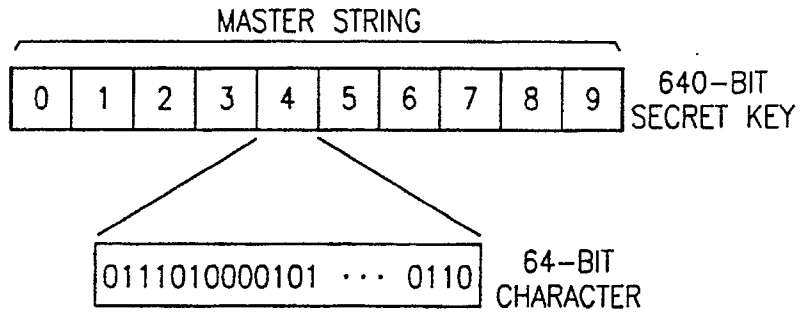 MASTER STRING
0 1 2 3 4 5 6 7 8 9
640-BIT
SECRET KEY
0111010000101 ··· 0110
64-BIT
CHARACTER